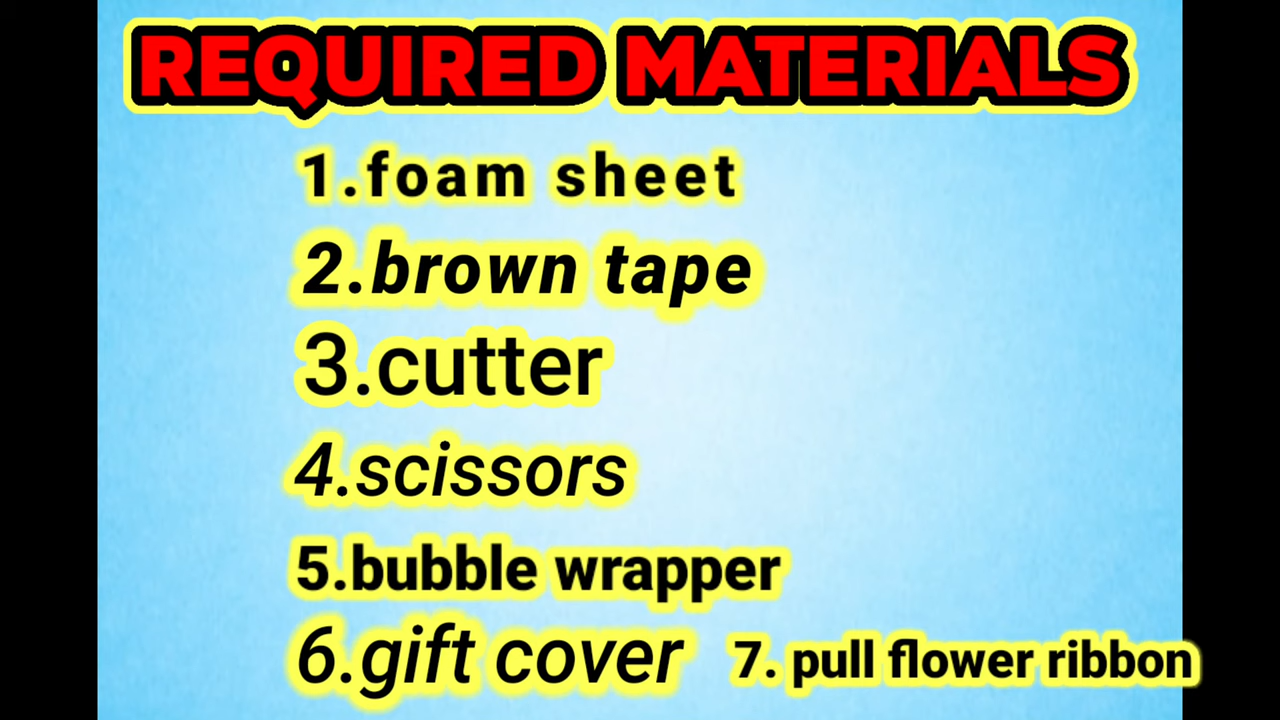 REQUIRED MATERIALS
1.foam sheet
2.brown tape
3.cutter
4.scissors
5.bubble wrapper
6.gift cover 7. pull flower ribbon